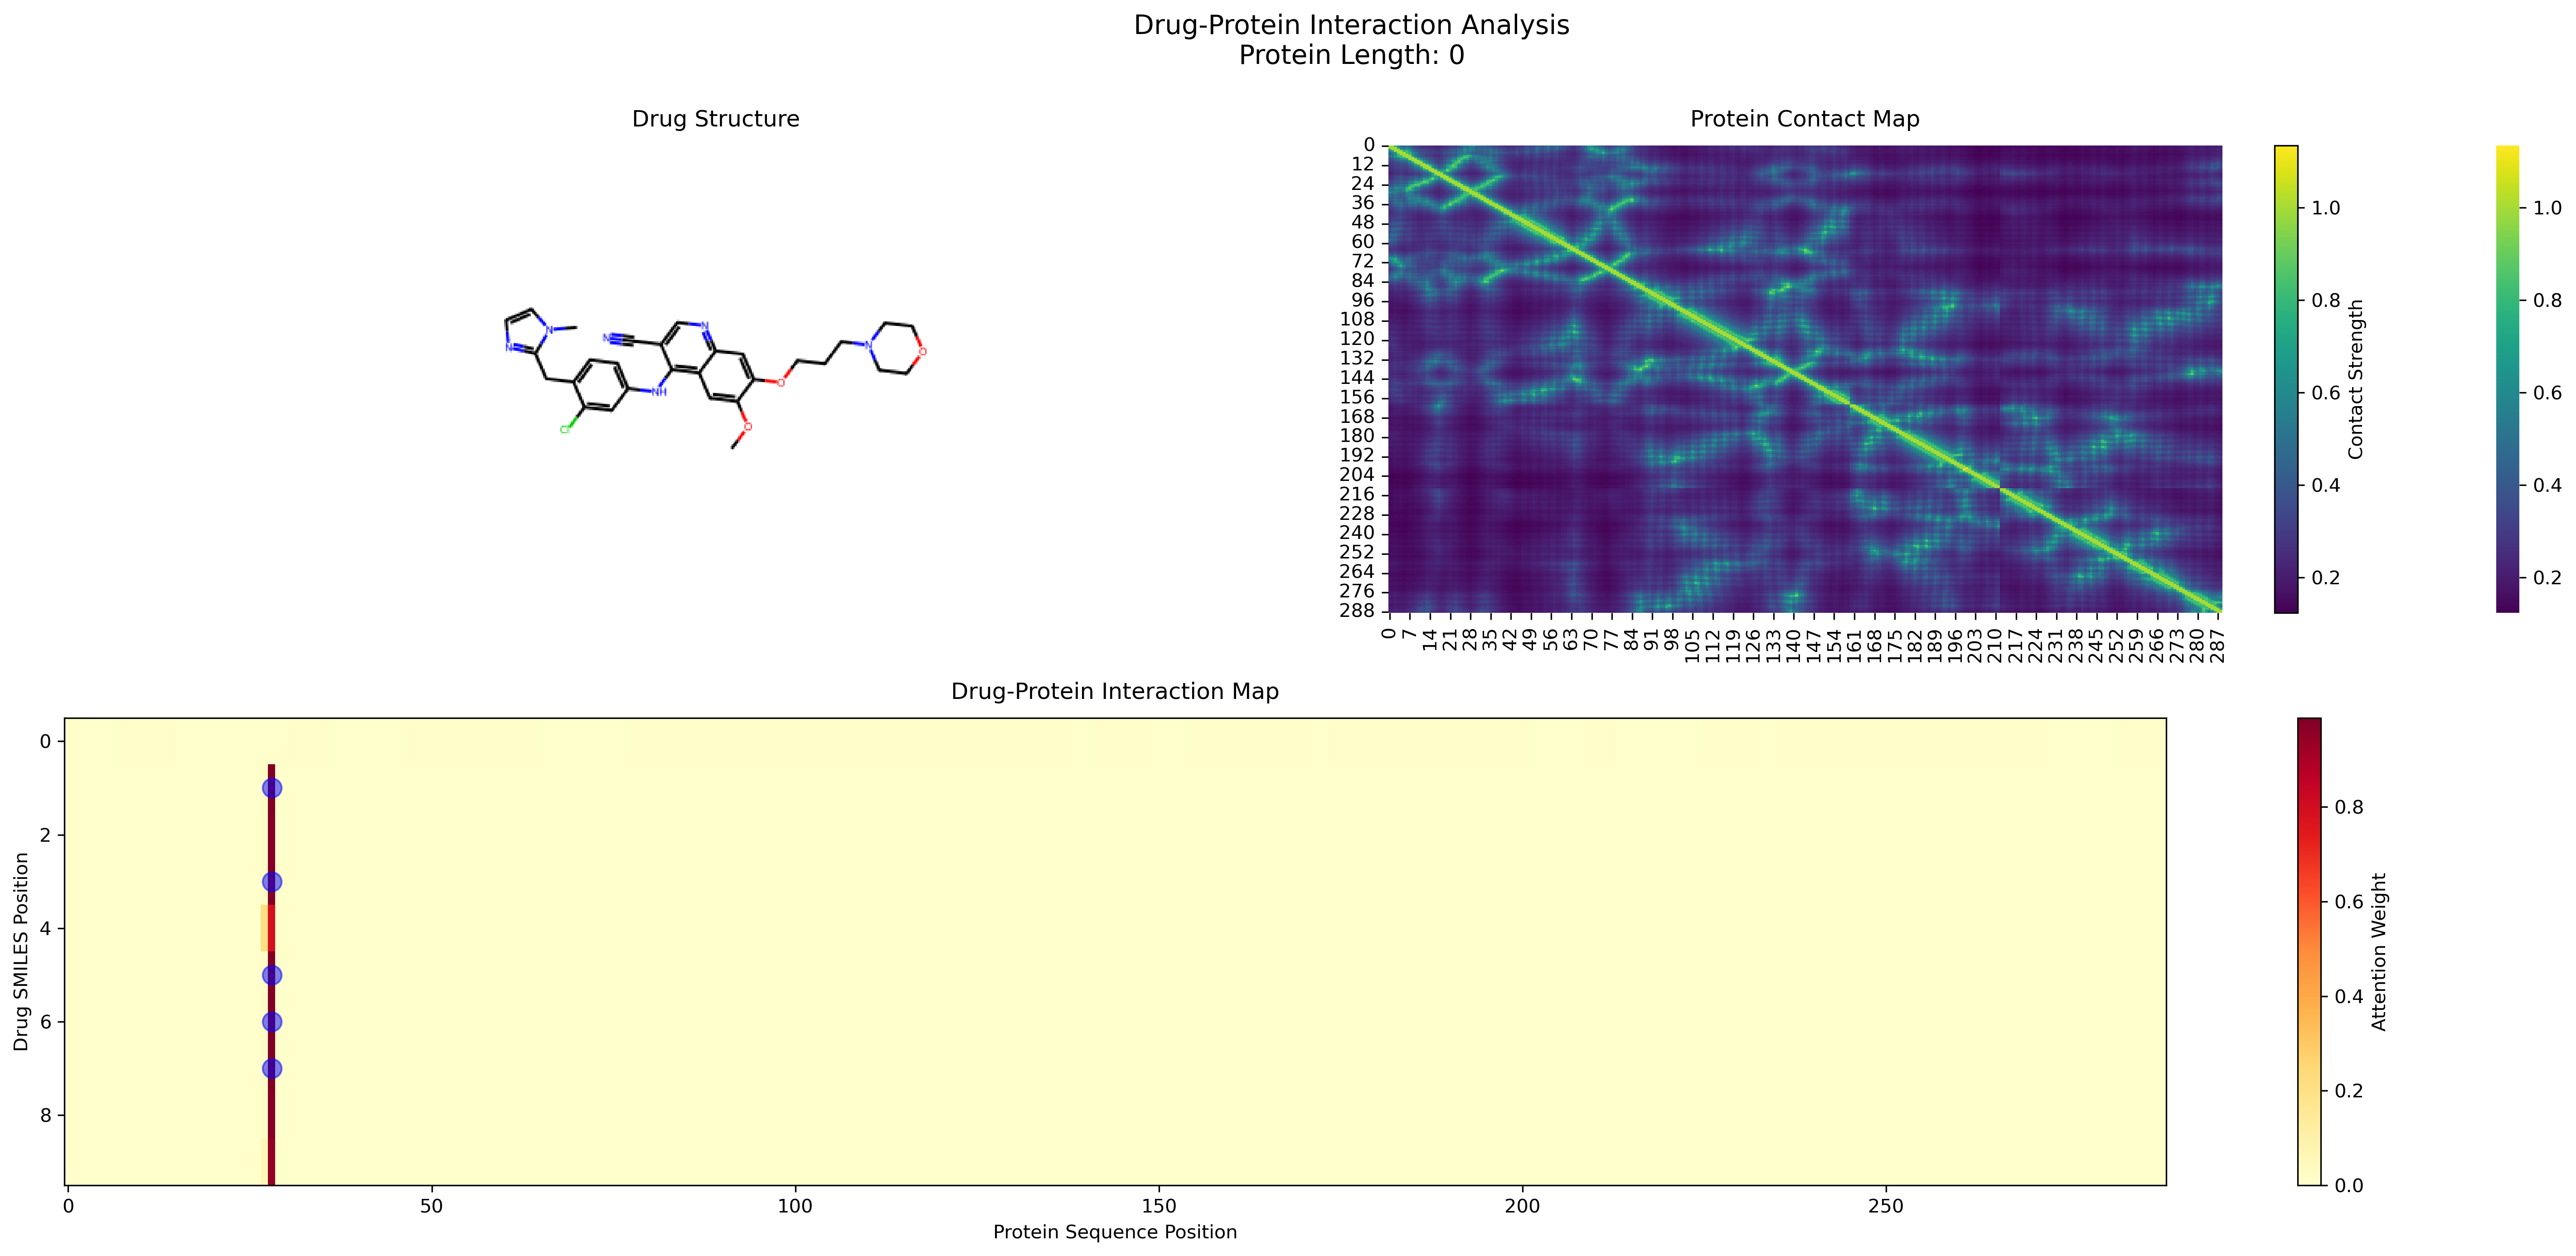 Drug-Protein Interaction Analysis
Protein Length: 0
Drug Structure
N
N
N
N
NH
Cl
O
O
N
O
Protein Contact Map
0
12
24
36
48
60
72
84
96
108
120
132
144
156
168
180
192
204
216
228
240
252
264
276
288
0 7 14 21 28 35 42 49 56 63 70 77 84 91 98 105 112 119 126 133 140 147 154 161 168 175 182 189 196 203 210 217 224 231 238 245 252 259 266 273 280 287
1.0
0.8
0.6
0.4
0.2
Contact Strength
1.0
0.8
0.6
0.4
0.2
Drug-Protein Interaction Map
Drug SMILES Position
0
2
4
6
8
0 50 100 150 200 250
Protein Sequence Position
0.8
0.6
0.4
0.2
0.0
Attention Weight